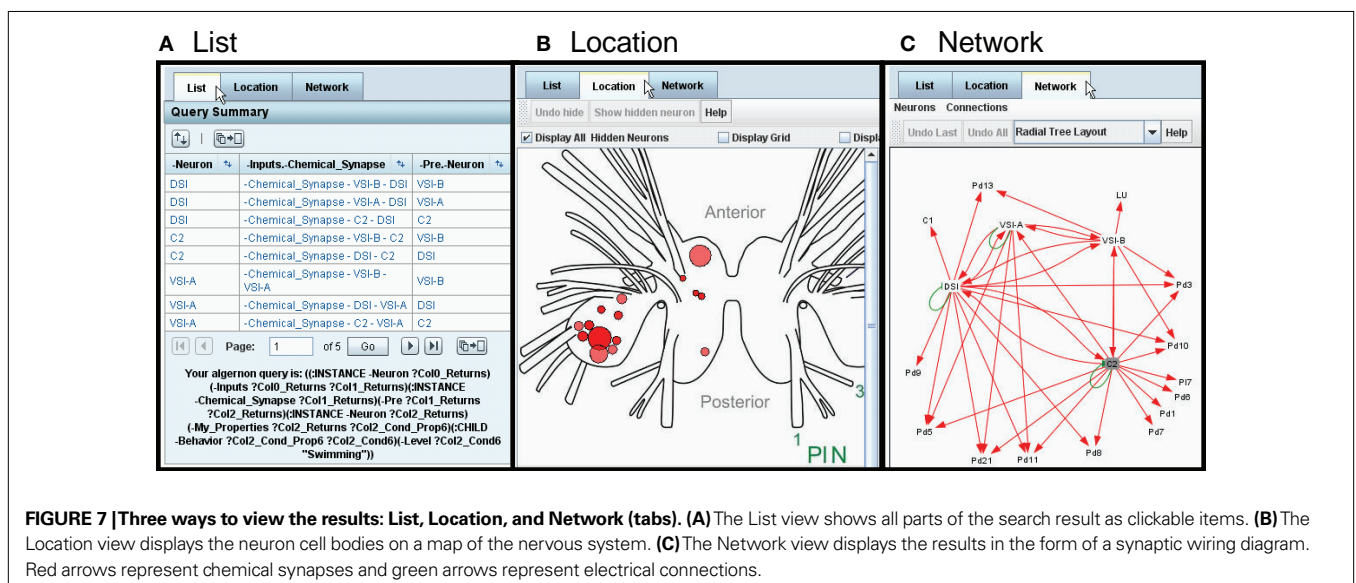 A List
B Location
C Network
List Location Network
Query Summary
-Neuron -Inputs.-Chemical_Synapse -Pre.-Neuron
DSI -Chemical_Synapse - VSI-B - DSI VSI-B
DSI -Chemical_Synapse - VSI-A - DSI VSI-A
DSI -Chemical_Synapse - C2 - DSI C2
C2 -Chemical_Synapse - VSI-B - C2 VSI-B
C2 -Chemical_Synapse - DSI - C2 DSI
VSI-A -Chemical_Synapse - VSI-B - VSI-A VSI-B
VSI-A -Chemical_Synapse - DSI - VSI-A DSI
VSI-A -Chemical_Synapse - C2 - VSI-A C2
Page: 1 of 5 Go
Your algernon query is: ((:INSTANCE -Neuron ?Col0_Returns)
(-Inputs ?Col0_Returns ?Col1_Returns)(:INSTANCE
-Chemical_Synapse ?Col1_Returns)(-Pre ?Col1_Returns
?Col2_Returns)(:INSTANCE -Neuron ?Col2_Returns)
(-My_Properties ?Col2_Returns ?Col2_Cond_Prop6)(:CHILD
-Behavior ?Col2_Cond_Prop6 ?Col2_Cond6)(-Level ?Col2_Cond6
"Swimming"))
List Location Network
Undo hide Show hidden neuron Help
Display All Hidden Neurons Display Grid Displ
Anterior
Posterior
3
1 PIN
List Location Network
Neurons Connections
Undo Last Undo All Radial Tree Layout Help
Pd13
LU
C1
VSI-A
VSI-B
DSI
Pd3
Pd10
C2
Pd9
Pl7
Pd6
Pd1
Pd7
Pd5
Pd8
Pd21
Pd11
FIGURE 7 | Three ways to view the results: List, Location, and Network (tabs). (A) The List view shows all parts of the search result as clickable items. (B) The
Location view displays the neuron cell bodies on a map of the nervous system. (C) The Network view displays the results in the form of a synaptic wiring diagram.
Red arrows represent chemical synapses and green arrows represent electrical connections.